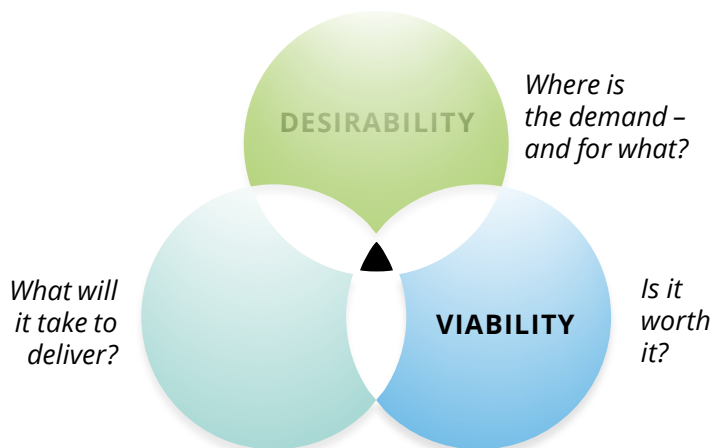 DESIRABILITY
Where is
the demand –
and for what?
What will
it take to
deliver?
VIABILITY
Is it
worth
it?